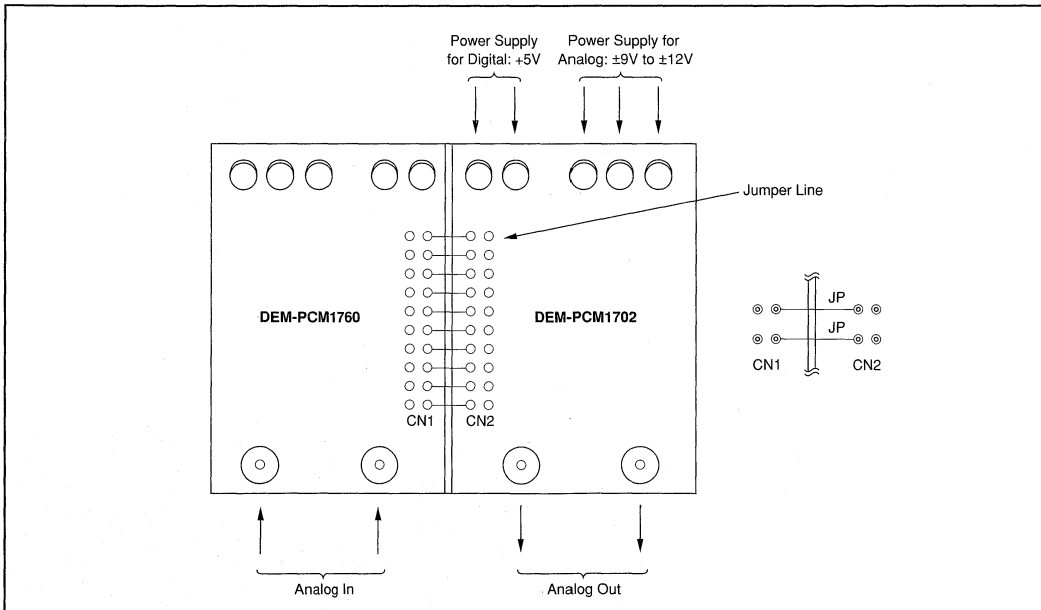 Power Supply
for Digital: +5V
Power Supply for
Analog: ±9V to ±12V
Jumper Line
DEM-PCM1760
DEM-PCM1702
JP
JP
CN1
CN2
CN1
CN2
Analog In
Analog Out